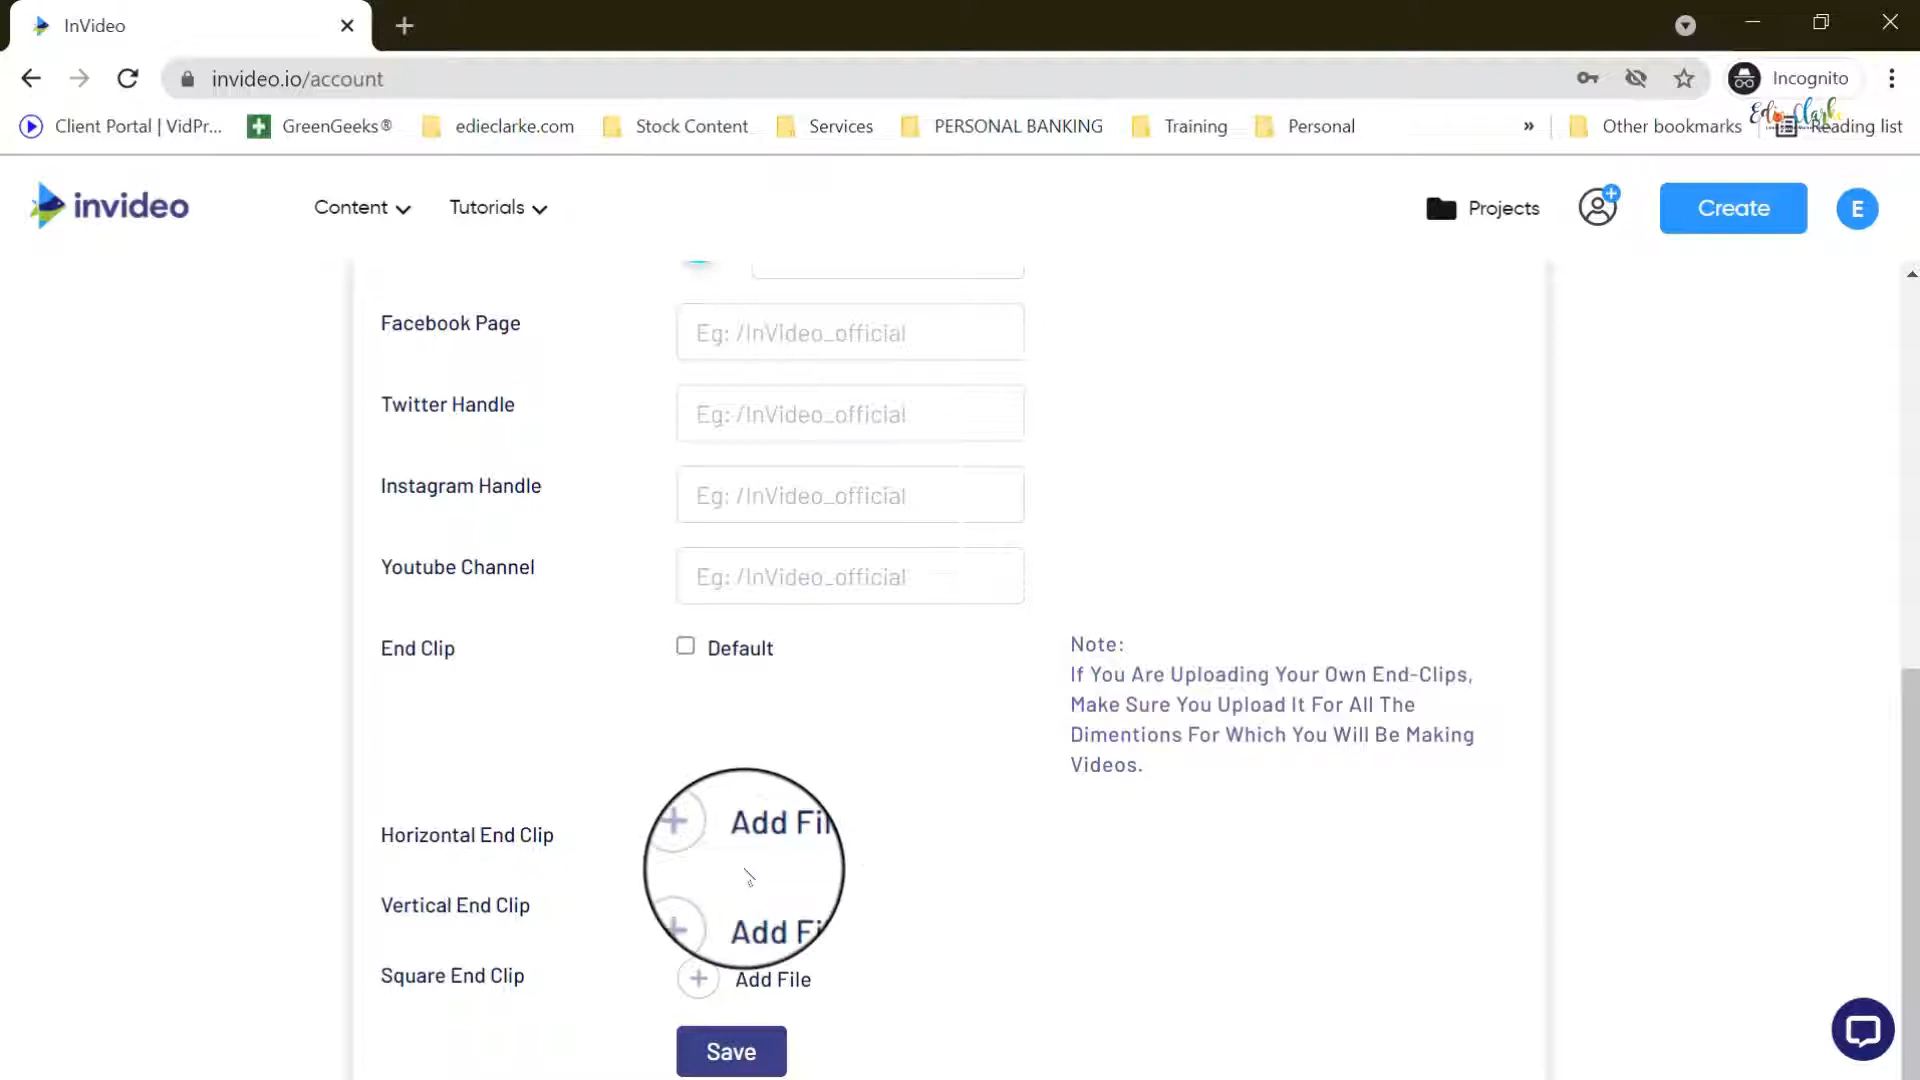 InVideo
invideo.io/account
Incognito
Client Portal | VidPr...
GreenGeeks®
edieclarke.com
Stock Content
Services
PERSONAL BANKING
Training
Personal
»
Other bookmarks
Reading list
invideo
Content
Tutorials
Projects
Create
E
Facebook Page
Eg: /InVideo_official
Twitter Handle
Eg: /InVideo_official
Instagram Handle
Eg: /InVideo_official
Youtube Channel
Eg: /InVideo_official
End Clip
Default
Note:
If You Are Uploading Your Own End-Clips,
Make Sure You Upload It For All The
Dimentions For Which You Will Be Making
Videos.
Horizontal End Clip
Add Fil
Vertical End Clip
Add Fi
Square End Clip
Add File
Save